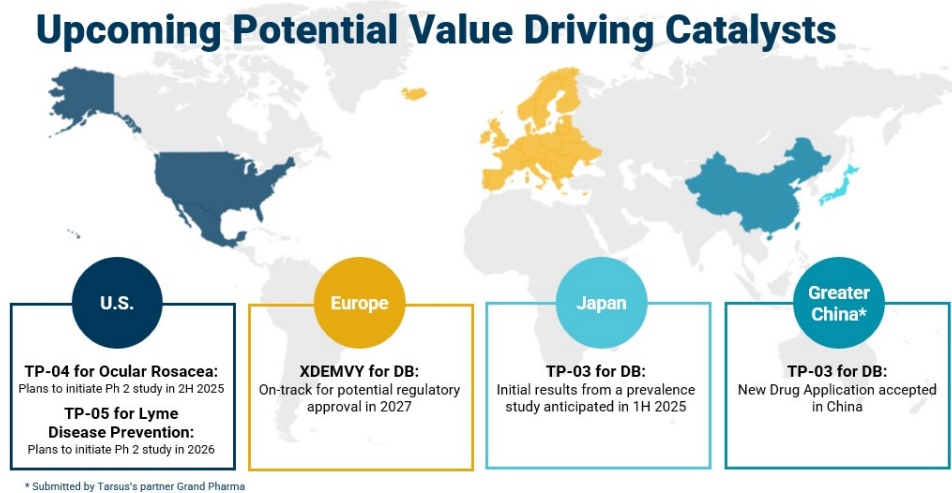 Upcoming Potential Value Driving Catalysts
U.S.
TP-04 for Ocular Rosacea:
Plans to initiate Ph 2 study in 2H 2025
TP-05 for Lyme
Disease Prevention:
Plans to initiate Ph 2 study in 2026
Europe
XDEMVY for DB:
On-track for potential regulatory
approval in 2027
Japan
TP-03 for DB:
Initial results from a prevalence
study anticipated in 1H 2025
Greater
China*
TP-03 for DB:
New Drug Application accepted
in China
* Submitted by Tarsus's partner Grand Pharma